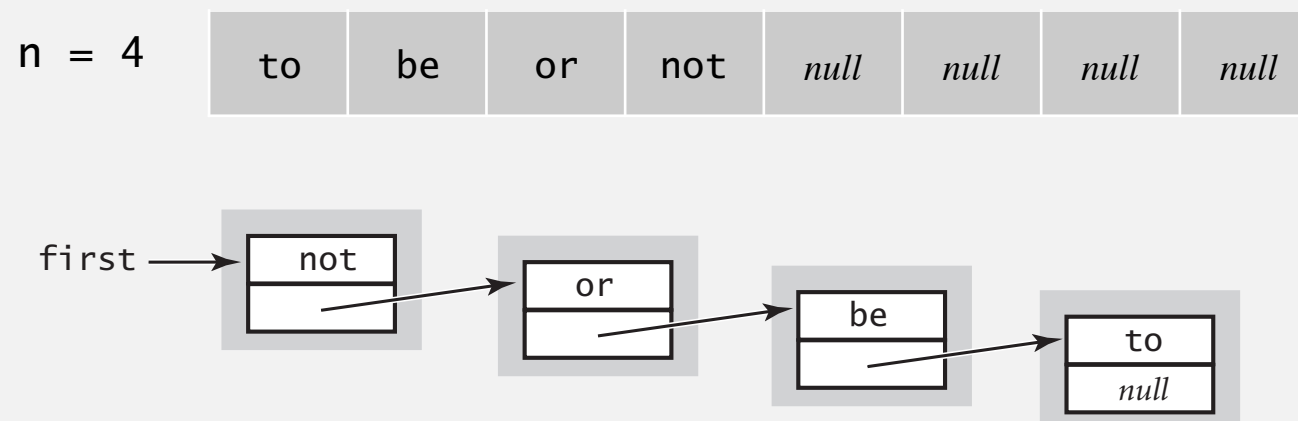 n = 4 to be or not null null null null
first not
or
be
to
null